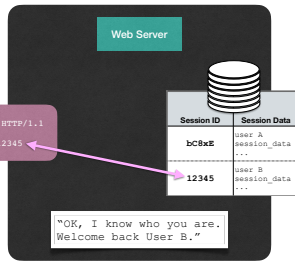 Web Server
HTTP/1.1
12345
Session ID Session Data
bC8xE
user A
session_data
...
12345
user B
session_data
...
“OK, I know who you are.
Welcome back User B.”